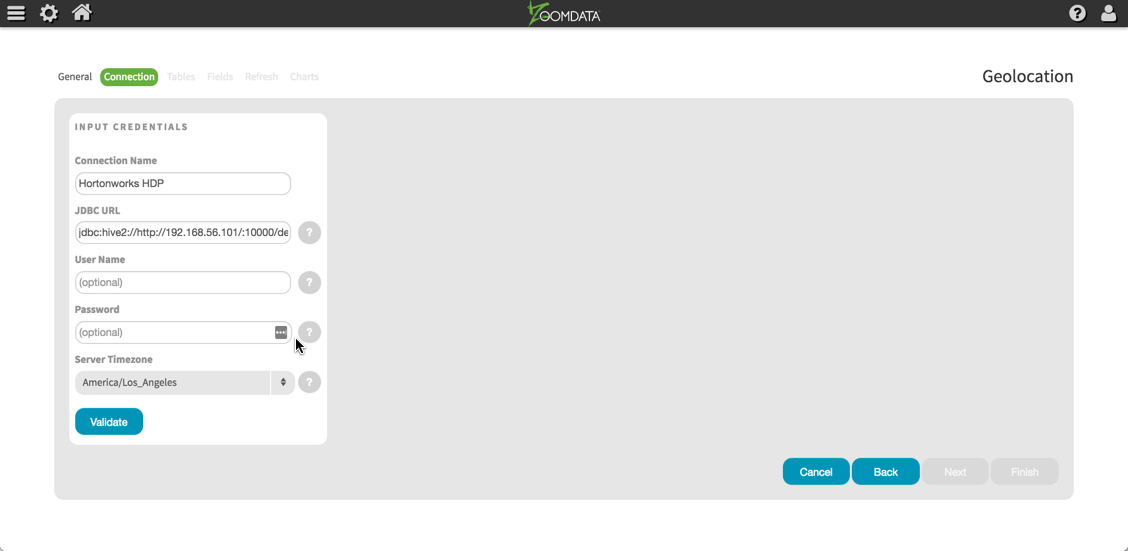 ZOOMDATA
General Connection Tables Fields Refresh Charts
Geolocation
INPUT CREDENTIALS
Connection Name
Hortonworks HDP
JDBC URL
jdbc:hive2://http://192.168.56.101/:10000/de
?
User Name
(optional)
?
Password
(optional)
?
Server Timezone
America/Los_Angeles
?
Validate
Cancel Back Next Finish